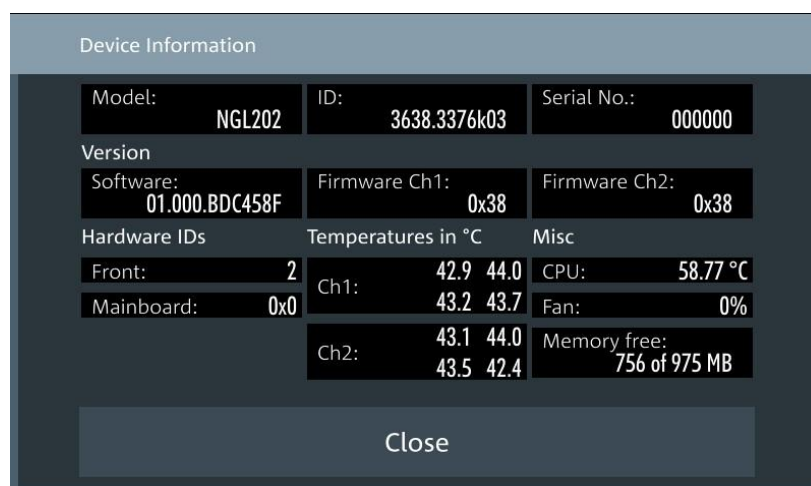 Device Information
Model: ID: Serial No.:
NGL202 3638.3376k03 000000
Version
Software: Firmware Ch1: Firmware Ch2:
01.000.BDC458F 0x38 0x38
Hardware IDs Temperatures in °C Misc
Front: 2 Ch1: 42.9 44.0 CPU: 58.77 °C
Mainboard: 0x0 43.2 43.7 Fan: 0%
Ch2: 43.1 44.0 Memory free:
43.5 42.4 756 of 975 MB
Close